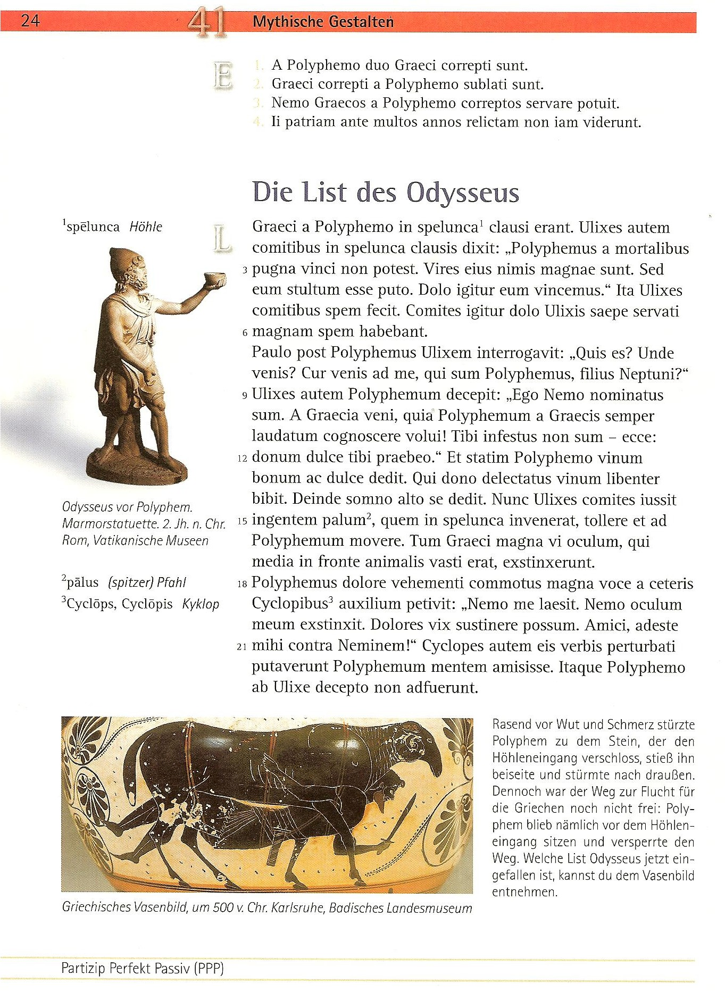 24
41
Mythische Gestalten
E
1. A Polyphemo duo Graeci correpti sunt.
2. Graeci correpti a Polyphemo sublati sunt.
3. Nemo Graecos a Polyphemo correptos servare potuit.
4. Ii patriam ante multos annos relictam non iam viderunt.
Die List des Odysseus
¹spēlunca Höhle
L
Graeci a Polyphemo in spelunca¹ clausi erant. Ulixes autem
comitibus in spelunca clausis dixit: „Polyphemus a mortalibus
3 pugna vinci non potest. Vires eius nimis magnae sunt. Sed
eum stultum esse puto. Dolo igitur eum vincemus.“ Ita Ulixes
comitibus spem fecit. Comites igitur dolo Ulixis saepe servati
6 magnam spem habebant.
Paulo post Polyphemus Ulixem interrogavit: „Quis es? Unde
venis? Cur venis ad me, qui sum Polyphemus, filius Neptuni?“
9 Ulixes autem Polyphemum decepit: „Ego Nemo nominatus
sum. A Graecia veni, quia Polyphemum a Graecis semper
laudatum cognoscere volui! Tibi infestus non sum – ecce:
12 donum dulce tibi praebeo.“ Et statim Polyphemo vinum
bonum ac dulce dedit. Qui dono delectatus vinum libenter
bibit. Deinde somno alto se dedit. Nunc Ulixes comites iussit
15 ingentem palum², quem in spelunca invenerat, tollere et ad
Polyphemum movere. Tum Graeci magna vi oculum, qui
media in fronte animalis vasti erat, exstinxerunt.
18 Polyphemus dolore vehementi commotus magna voce a ceteris
Cyclopibus³ auxilium petivit: „Nemo me laesit. Nemo oculum
meum exstinxit. Dolores vix sustinere possum. Amici, adeste
21 mihi contra Neminem!“ Cyclopes autem eis verbis perturbati
putaverunt Polyphemum mentem amisisse. Itaque Polyphemo
ab Ulixe decepto non adfuerunt.
Odysseus vor Polyphem.
Marmorstatuette. 2. Jh. n. Chr.
Rom, Vatikanische Museen
²pālus (spitzer) Pfahl
³Cyclōps, Cyclōpis Kyklop
Rasend vor Wut und Schmerz stürzte
Polyphem zu dem Stein, der den
Höhleneingang verschloss, stieß ihn
beiseite und stürmte nach draußen.
Dennoch war der Weg zur Flucht für
die Griechen noch nicht frei: Poly-
phem blieb nämlich vor dem Höhlen-
eingang sitzen und versperrte den
Weg. Welche List Odysseus jetzt ein-
gefallen ist, kannst du dem Vasenbild
entnehmen.
Griechisches Vasenbild, um 500 v. Chr. Karlsruhe, Badisches Landesmuseum
Partizip Perfekt Passiv (PPP)